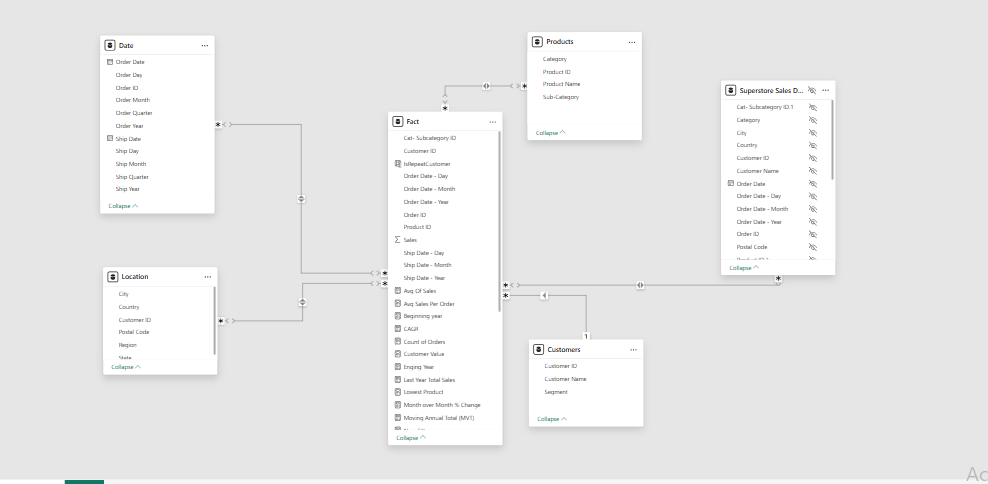 Date
Order Date
Order Day
Order ID
Order Month
Order Quarter
Order Year
Ship Date
Ship Day
Ship Month
Ship Quarter
Ship Year
Collapse
Location
City
Country
Customer ID
Postal Code
Region
State
Collapse
Fact
Cat- Subcategory ID
Customer ID
IsRepeatCustomer
Order Date - Day
Order Date - Month
Order Date - Year
Order ID
Product ID
Sales
Ship Date - Day
Ship Date - Month
Ship Date - Year
Avg Of Sales
Avg Sales Per Order
Beginning year
CAGR
Count of Orders
Customer Value
Enging Year
Last Year Total Sales
Lowest Product
Month over Month % Change
Moving Annual Total (MVT)
Collapse
Products
Category
Product ID
Product Name
Sub-Category
Collapse
Superstore Sales D...
Cat- Subcategory ID.1
Category
City
Country
Customer ID
Customer Name
Order Date
Order Date - Day
Order Date - Month
Order Date - Year
Order ID
Postal Code
Collapse
1
Customers
Customer ID
Customer Name
Segment
Collapse
Ac